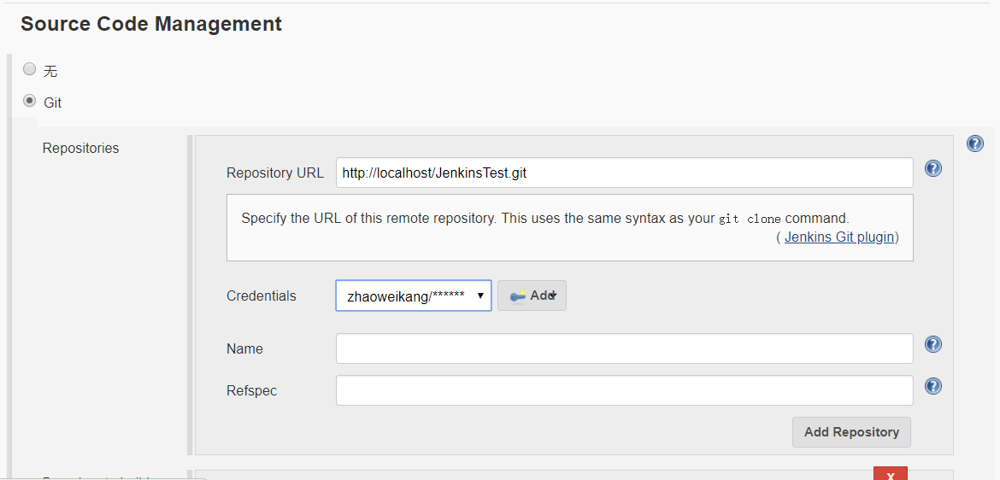 Source Code Management
无
Git
Repositories
Repository URL http://localhost/JenkinsTest.git
Specify the URL of this remote repository. This uses the same syntax as your git clone command.
( Jenkins Git plugin)
Credentials zhaoweikang/****** Add
Name
Refspec
Add Repository
X